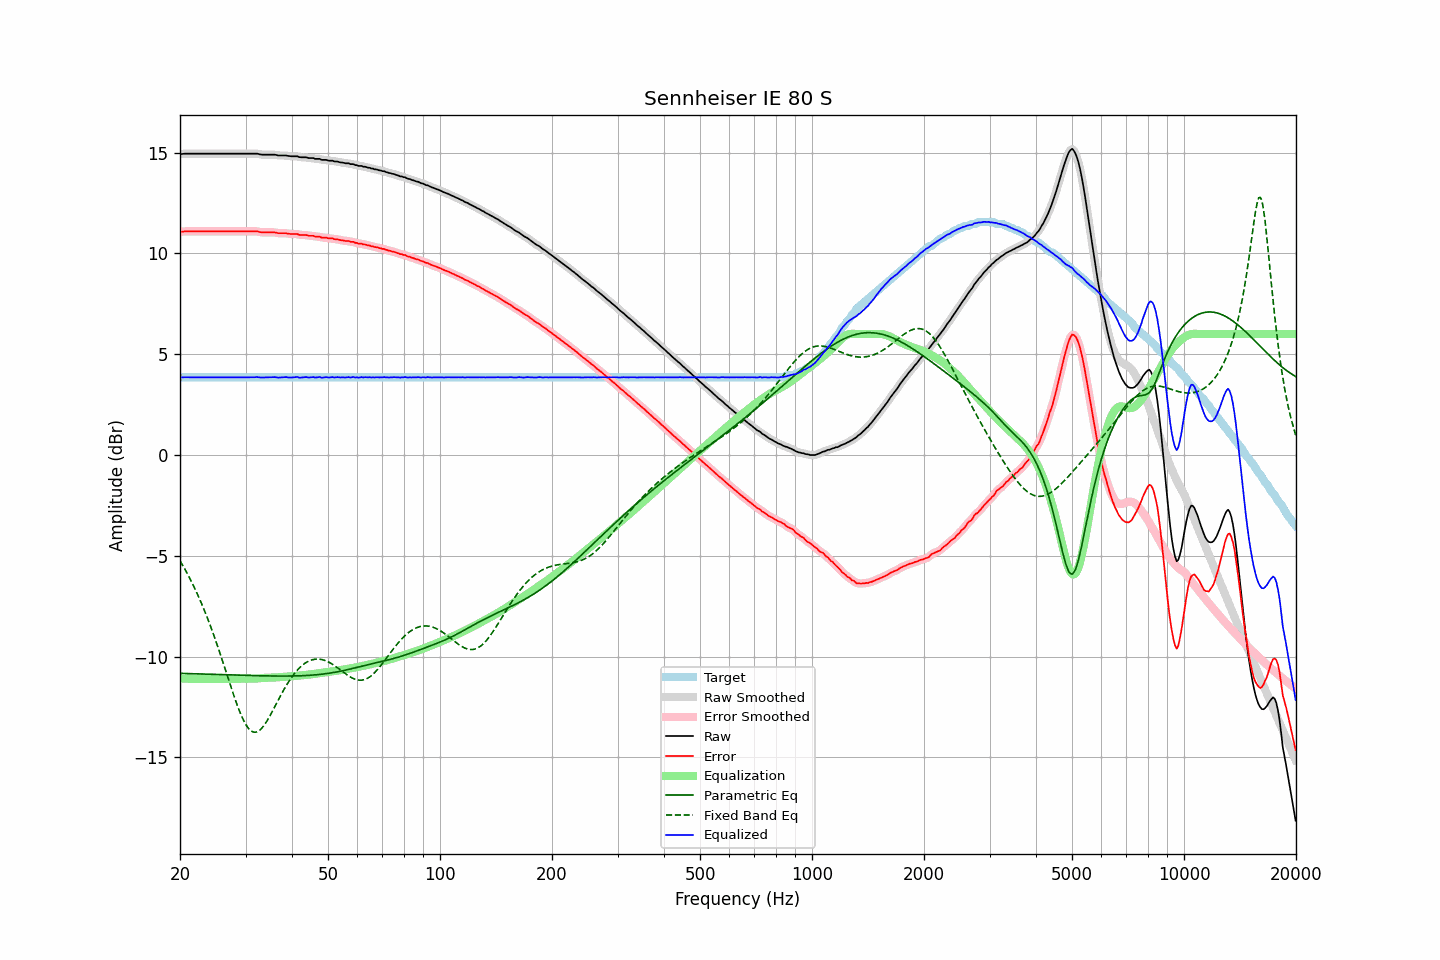 Sennheiser IE 80 S
15
10
5
0
−5
−10
−15
Amplitude (dBr)
Target
Raw Smoothed
Error Smoothed
Raw
Error
Equalization
Parametric Eq
Fixed Band Eq
Equalized
20 50 100 200 500 1000 2000 5000 10000 20000
Frequency (Hz)